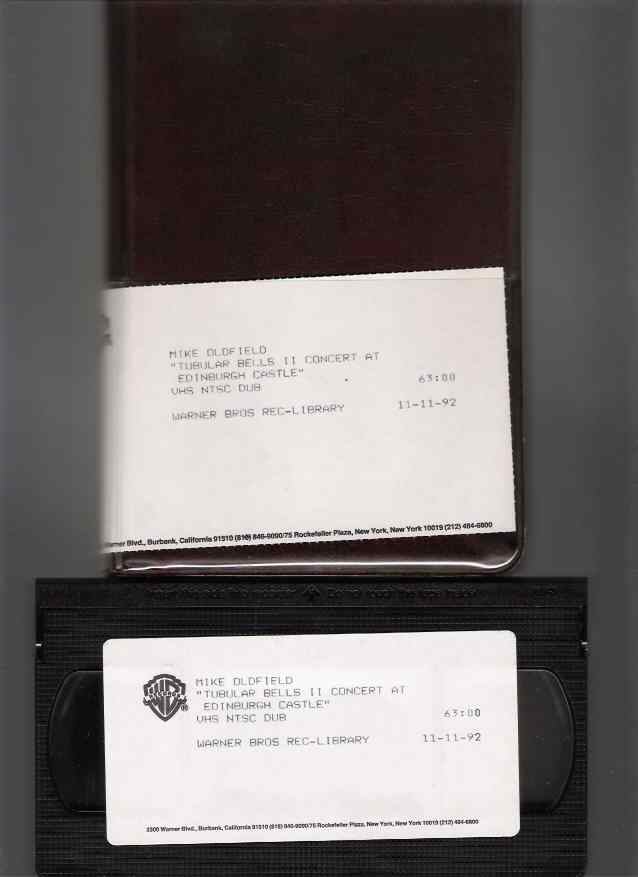 MIKE OLDFIELD
"TUBULAR BELLS II CONCERT AT
EDINBURGH CASTLE"
VHS NTSC DUB 63:00
WARNER BROS REC-LIBRARY 11-11-92
Warner Blvd., Burbank, California 91510 (818) 846-9090/75 Rockefeller Plaza, New York, New York 10019 (212) 484-6800
MIKE OLDFIELD
"TUBULAR BELLS II CONCERT AT
EDINBURGH CASTLE"
VHS NTSC DUB 63:00
WARNER BROS REC-LIBRARY 11-11-92
3300 Warner Blvd., Burbank, California 91510 (818) 846-9090/75 Rockefeller Plaza, New York, New York 10019 (212) 484-6800